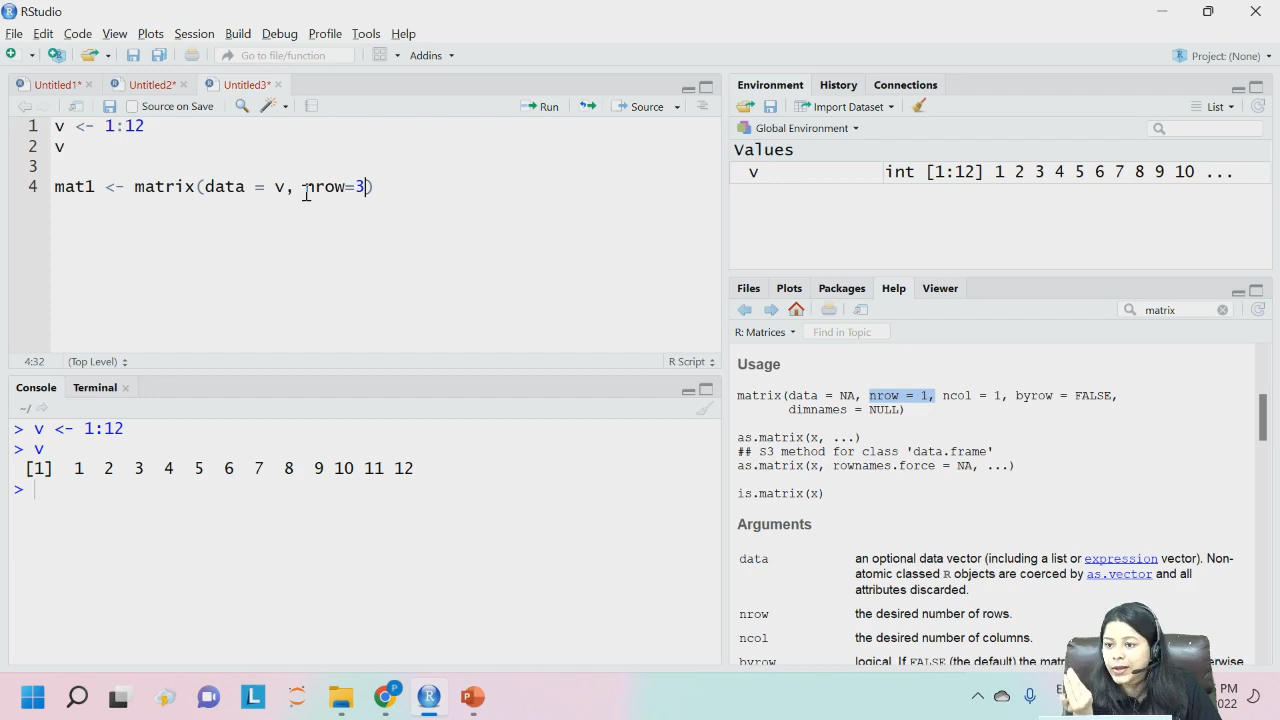 RStudio
File Edit Code View Plots Session Build Debug Profile Tools Help
Go to file/function Addins Project: (None)
Untitled1* Untitled2* Untitled3*
Source on Save Run Source
1 v <- 1:12
2 v
3
4 mat1 <- matrix(data = v, nrow=3)
4:32 (Top Level) R Script
Console Terminal
~/
> v <- 1:12
> v
[1] 1 2 3 4 5 6 7 8 9 10 11 12
>
Environment History Connections
Import Dataset List
Global Environment
Values
v int [1:12] 1 2 3 4 5 6 7 8 9 10 ...
Files Plots Packages Help Viewer
matrix
R: Matrices Find in Topic
Usage
matrix(data = NA, nrow = 1, ncol = 1, byrow = FALSE,
dimnames = NULL)
as.matrix(x, ...)
## S3 method for class 'data.frame'
as.matrix(x, rownames.force = NA, ...)
is.matrix(x)
Arguments
data an optional data vector (including a list or expression vector). Non-
atomic classed R objects are coerced by as.vector and all
attributes discarded.
nrow the desired number of rows.
ncol the desired number of columns.
byrow logical. If FALSE (the default) the